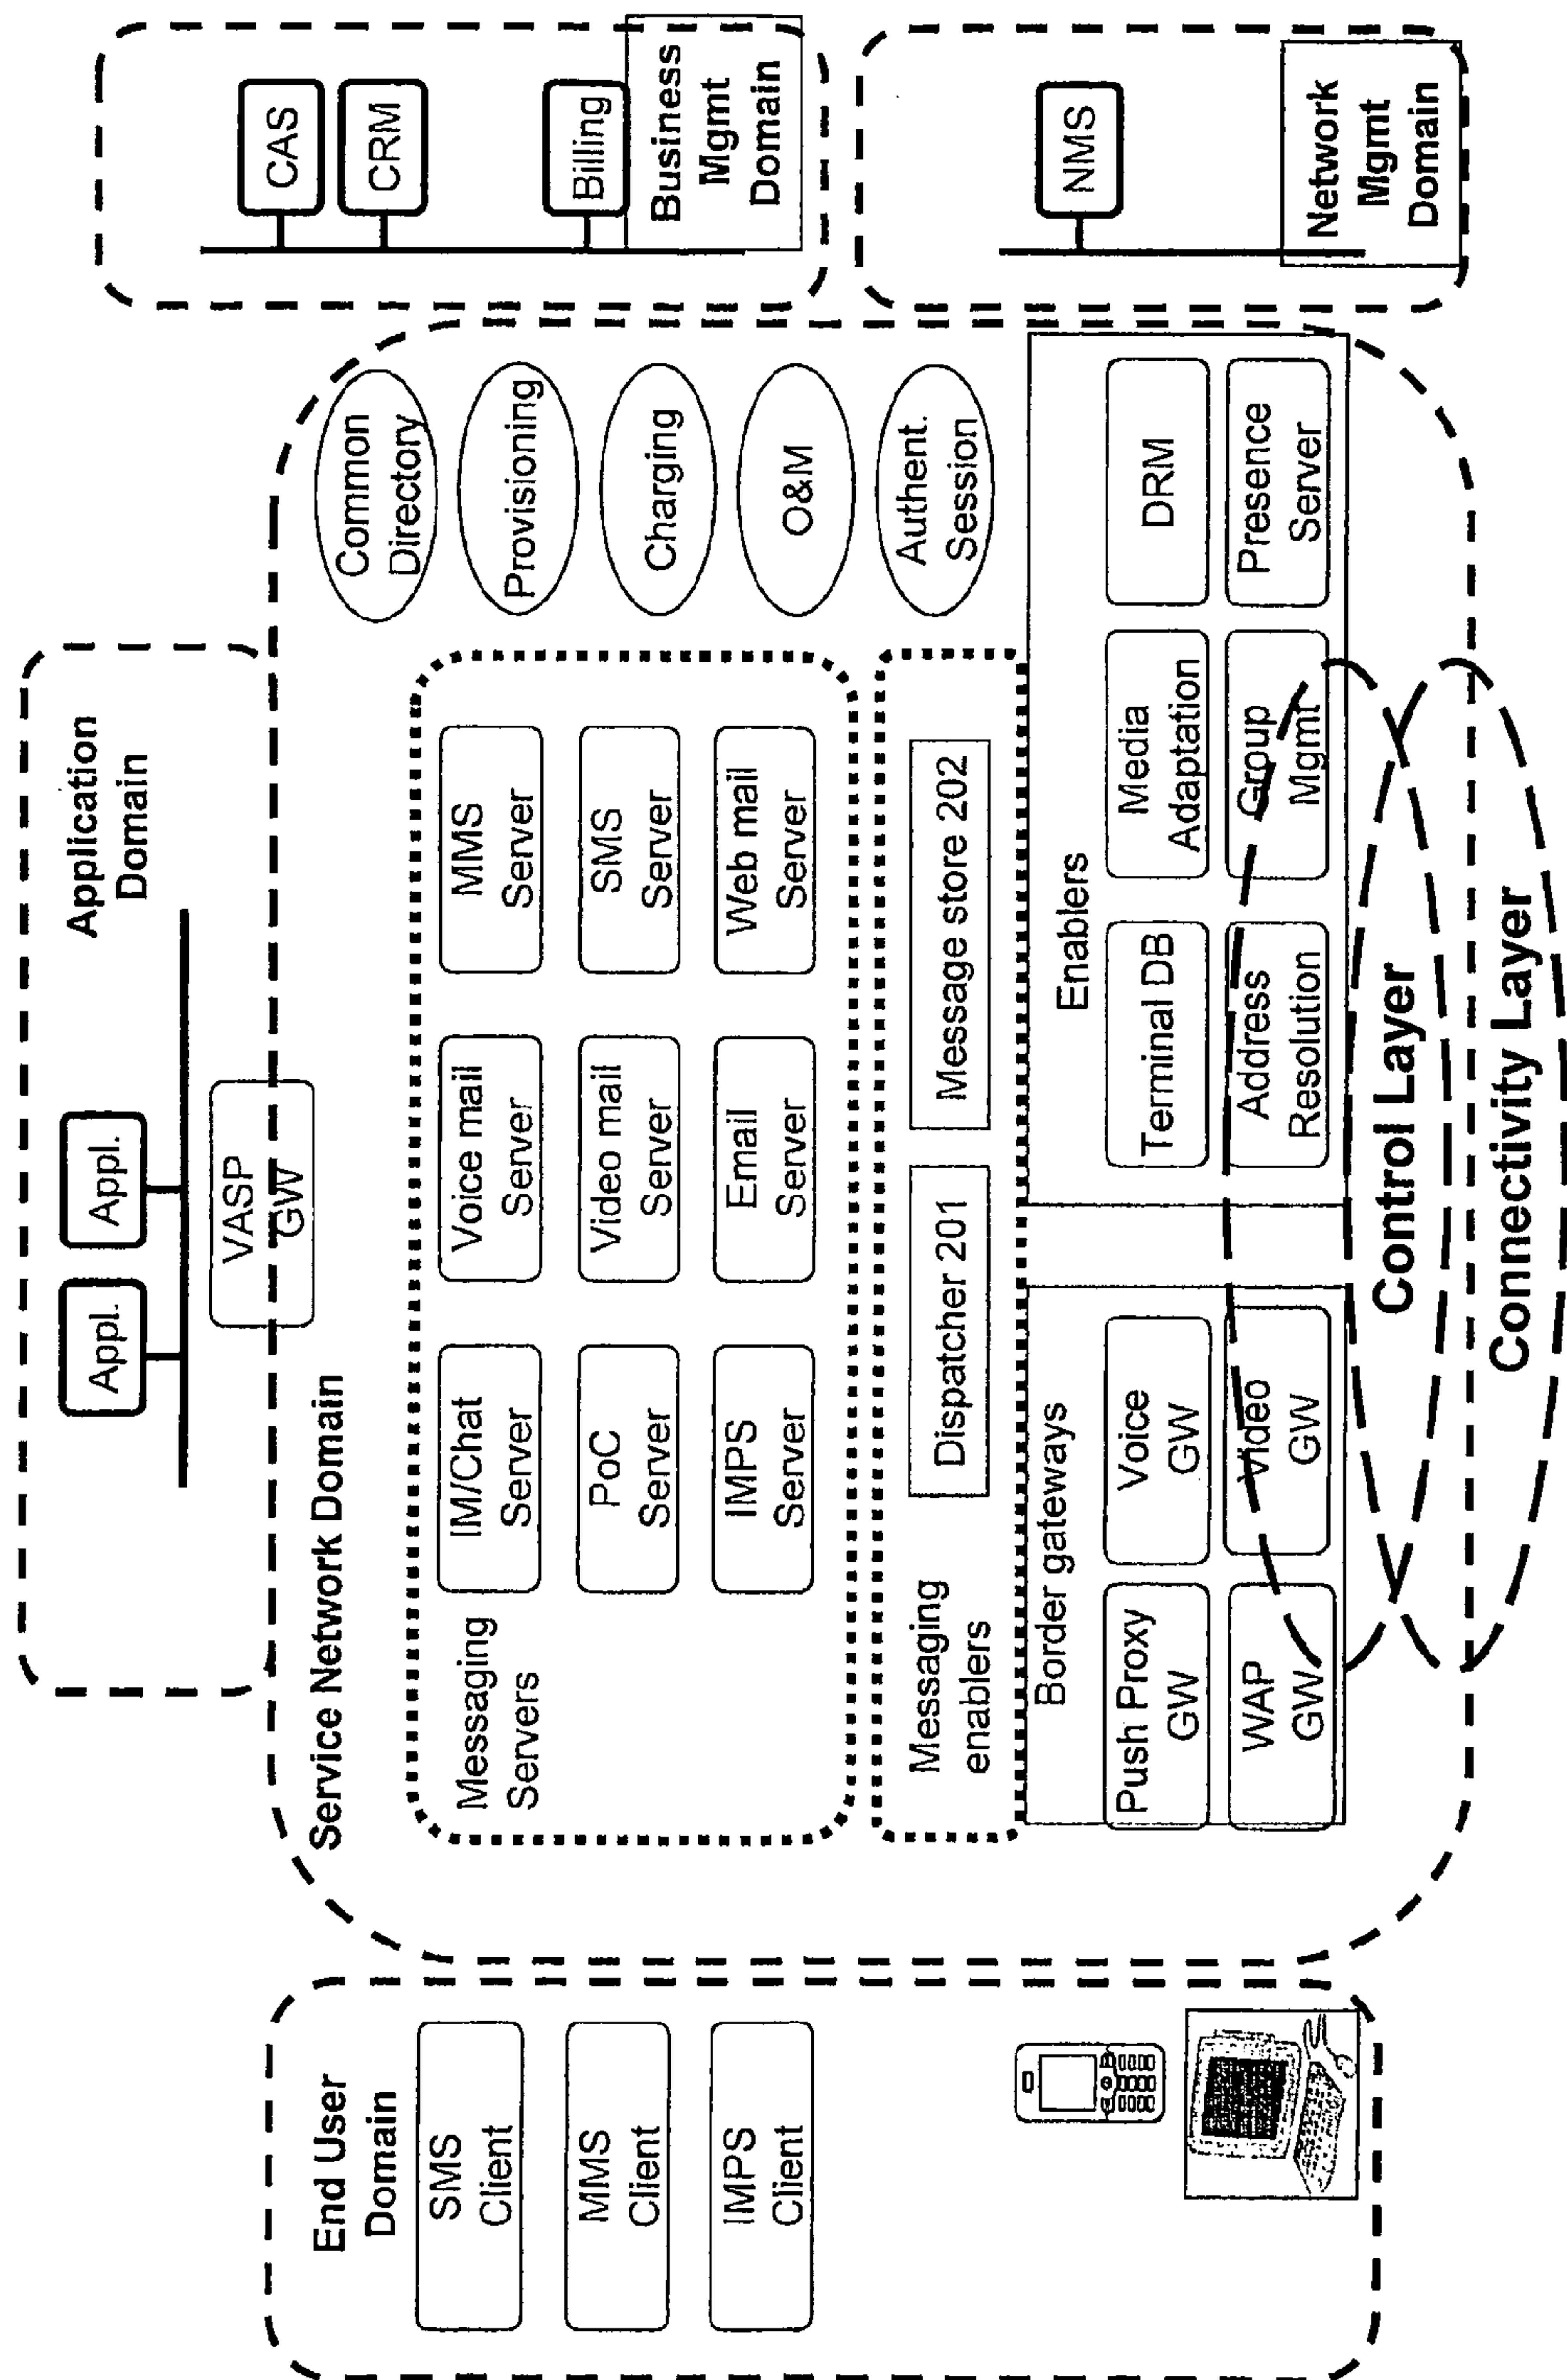 Application
Domain
Appl.
Appl.
VASP
GW
End User
Domain
SMS
Client
MMS
Client
IMPS
Client
Service Network Domain
Messaging
Servers
IM/Chat
Server
Voice mail
Server
MMS
Server
PoC
Server
Video mail
Server
SMS
Server
IMPS
Server
Email
Server
Web mail
Server
Messaging
enablers
Dispatcher 201
Message store 202
Border gateways
Push Proxy
GW
Voice
GW
WAP
GW
Video
GW
Enablers
Terminal DB
Media
Adaptation
DRM
Address
Resolution
Group
Mgmt
Presence
Server
Common
Directory
Provisioning
Charging
O&M
Authent.
Session
Control Layer
Connectivity Layer
CAS
CRM
Billing
Business
Mgmt
Domain
NMS
Network
Mgmt
Domain